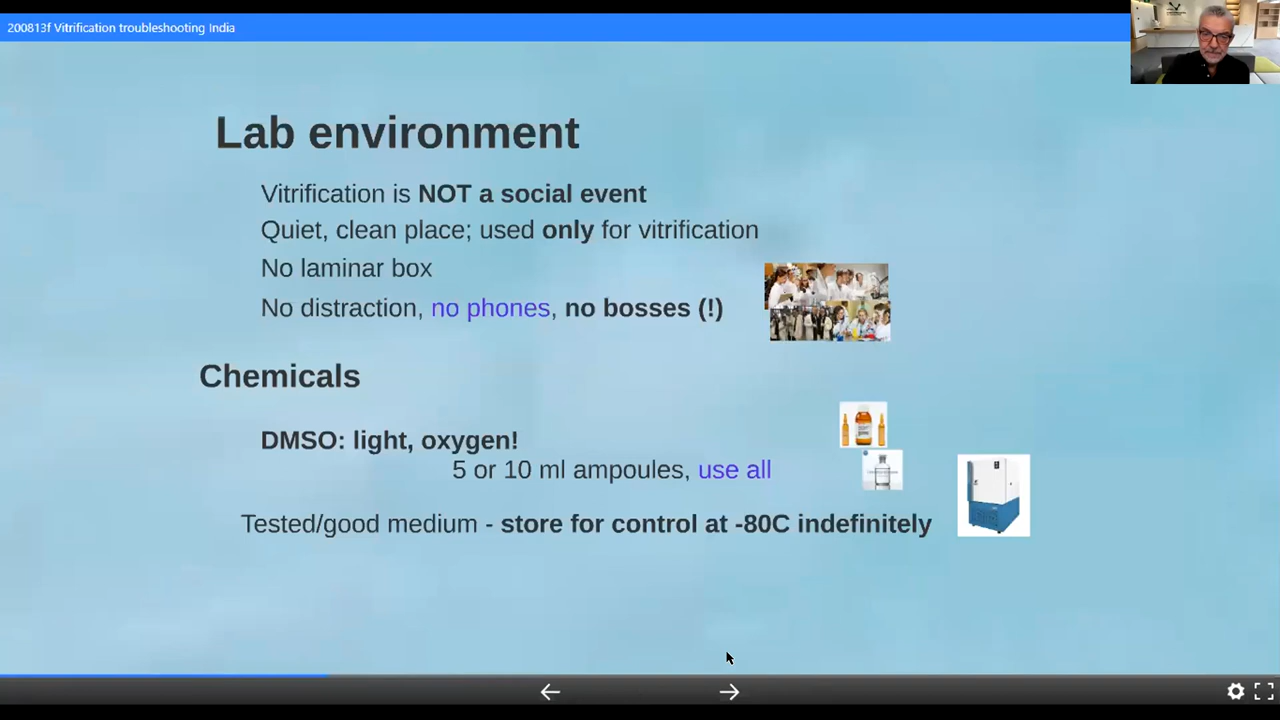 200813f Vitrification troubleshooting India
Lab environment
Vitrification is NOT a social event
Quiet, clean place; used only for vitrification
No laminar box
No distraction, no phones, no bosses (!)
Chemicals
DMSO: light, oxygen!
5 or 10 ml ampoules, use all
Tested/good medium - store for control at -80C indefinitely